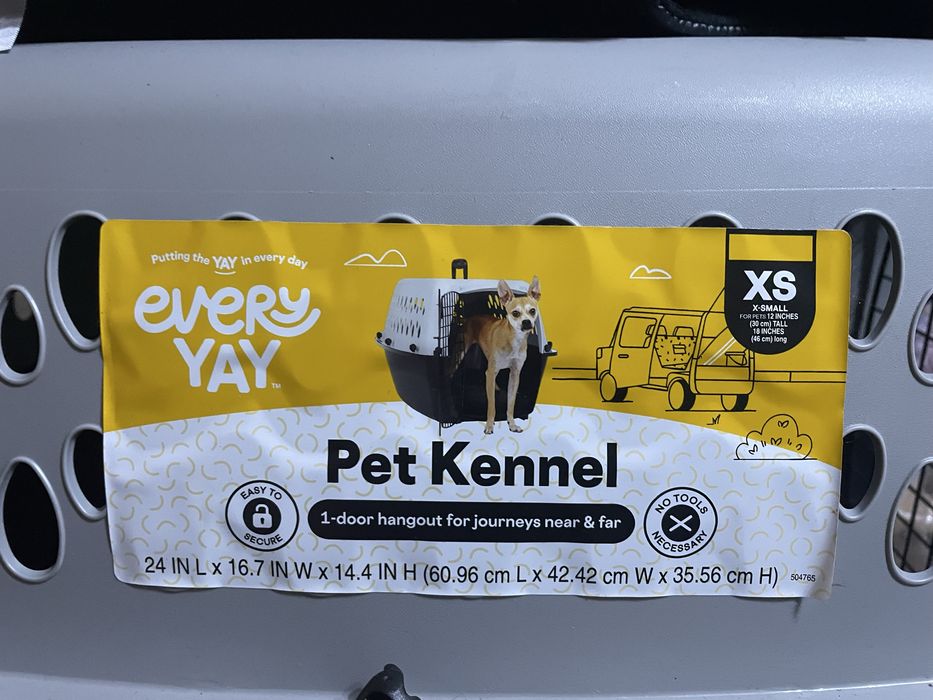 Putting the YAY in every day
every
YAY™
XS
X-SMALL
FOR PETS 12 INCHES
(30 cm) TALL
18 INCHES
(46 cm) long
Pet Kennel
EASY TO
SECURE
1-door hangout for journeys near & far
NO TOOLS
NECESSARY
24 IN L x 16.7 IN W x 14.4 IN H (60.96 cm L x 42.42 cm W x 35.56 cm H)
504765